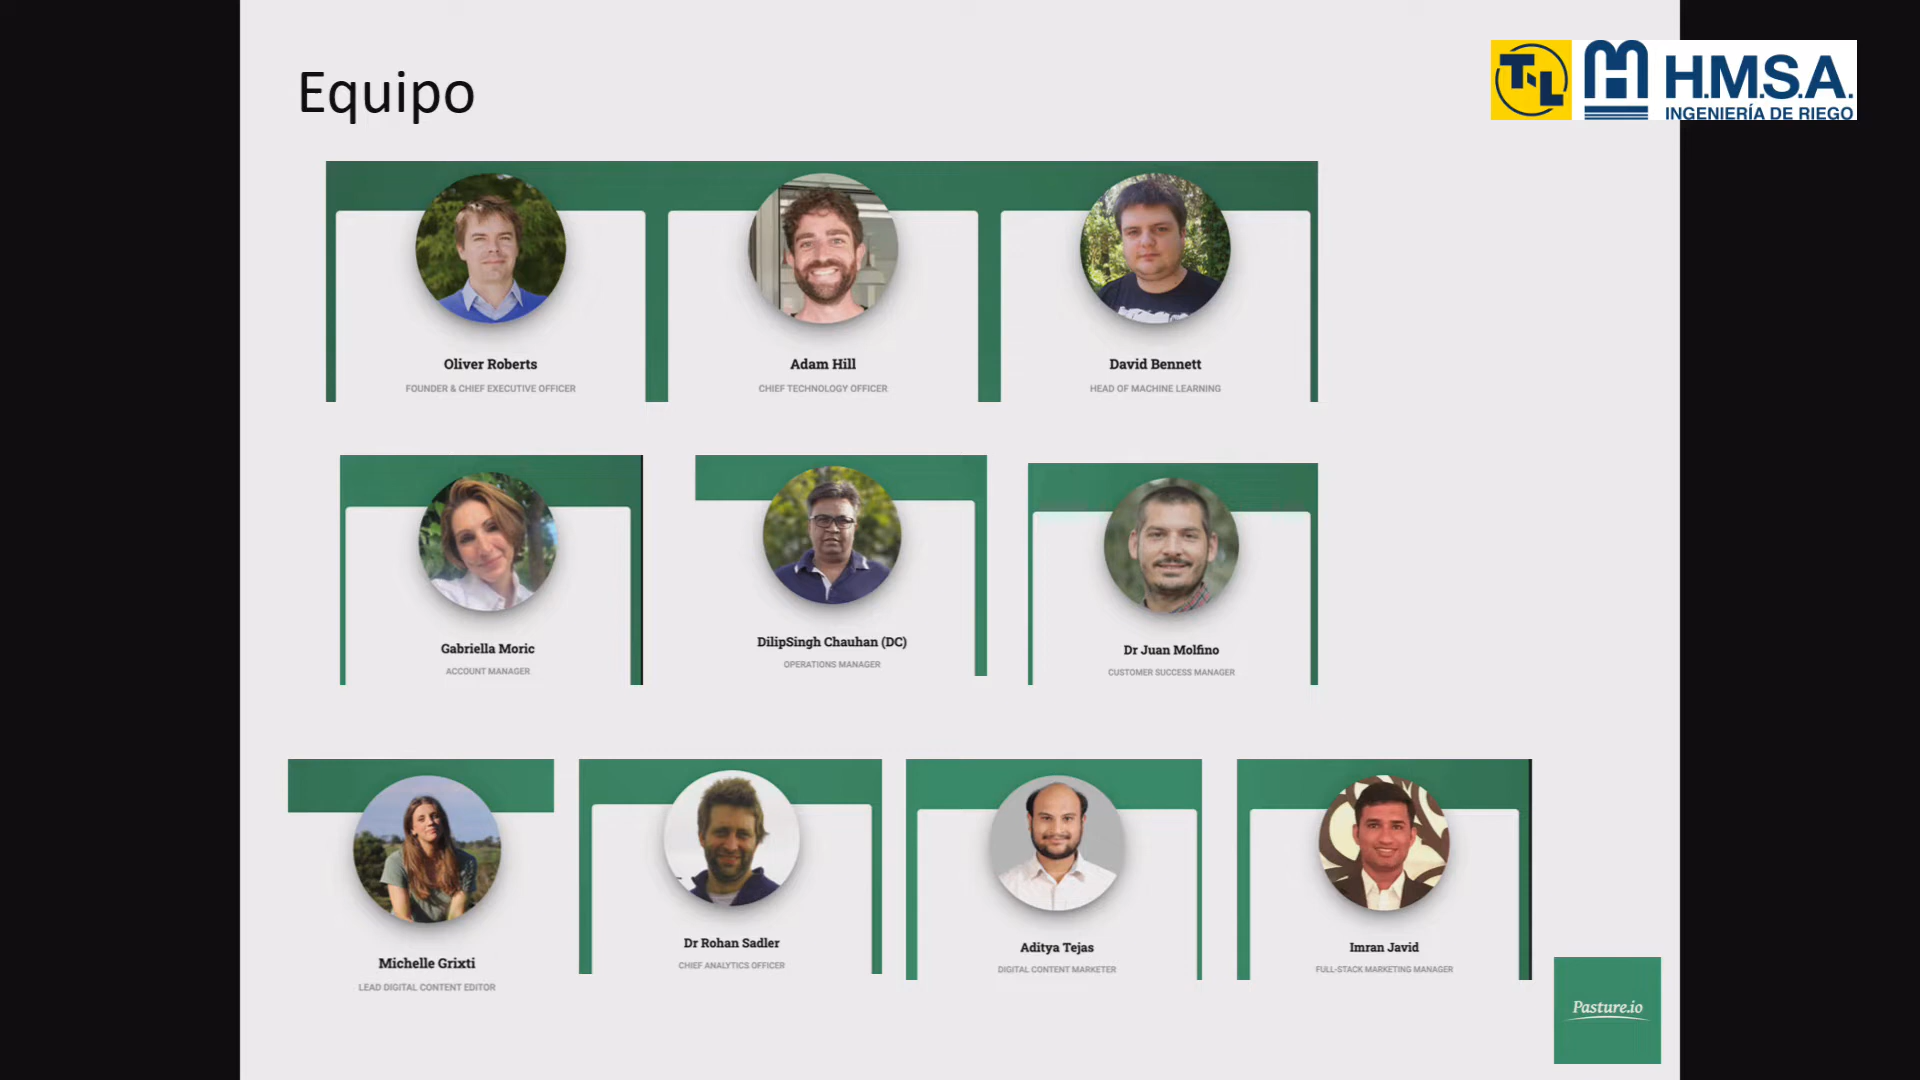 Equipo
T-L
H.M.S.A.
INGENIERÍA DE RIEGO
Oliver Roberts
FOUNDER & CHIEF EXECUTIVE OFFICER
Adam Hill
CHIEF TECHNOLOGY OFFICER
David Bennett
HEAD OF MACHINE LEARNING
Gabriella Moric
ACCOUNT MANAGER
DilipSingh Chauhan (DC)
OPERATIONS MANAGER
Dr Juan Molfino
CUSTOMER SUCCESS MANAGER
Michelle Grixti
LEAD DIGITAL CONTENT EDITOR
Dr Rohan Sadler
CHIEF ANALYTICS OFFICER
Aditya Tejas
DIGITAL CONTENT MARKETER
Imran Javid
FULL-STACK MARKETING MANAGER
Pasture.io